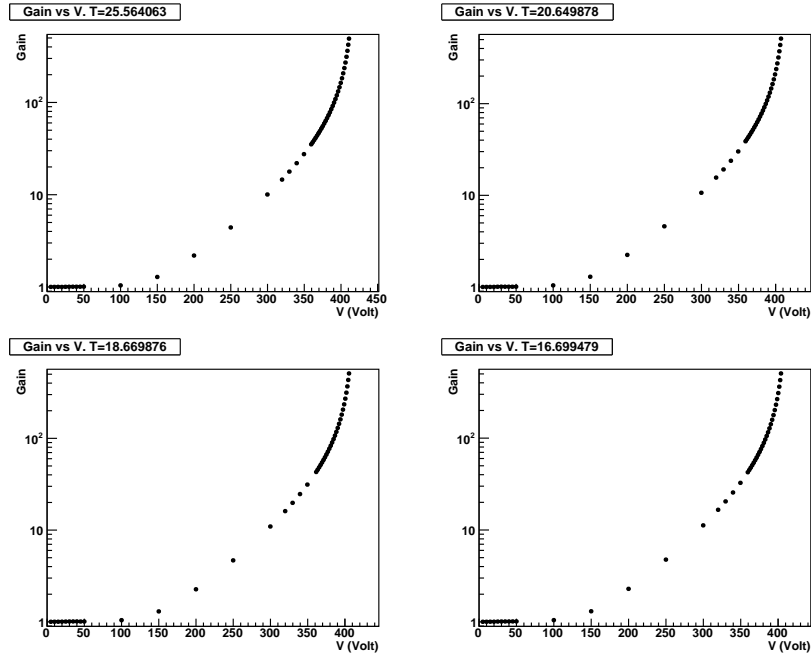 Gain vs V. T=25.564063
Gain
10²
10
1
0 50 100 150 200 250 300 350 400 450
V (Volt)
Gain vs V. T=20.649878
Gain
10²
10
1
0 50 100 150 200 250 300 350 400
V (Volt)
Gain vs V. T=18.669876
Gain
10²
10
1
0 50 100 150 200 250 300 350 400
V (Volt)
Gain vs V. T=16.699479
Gain
10²
10
1
0 50 100 150 200 250 300 350 400
V (Volt)